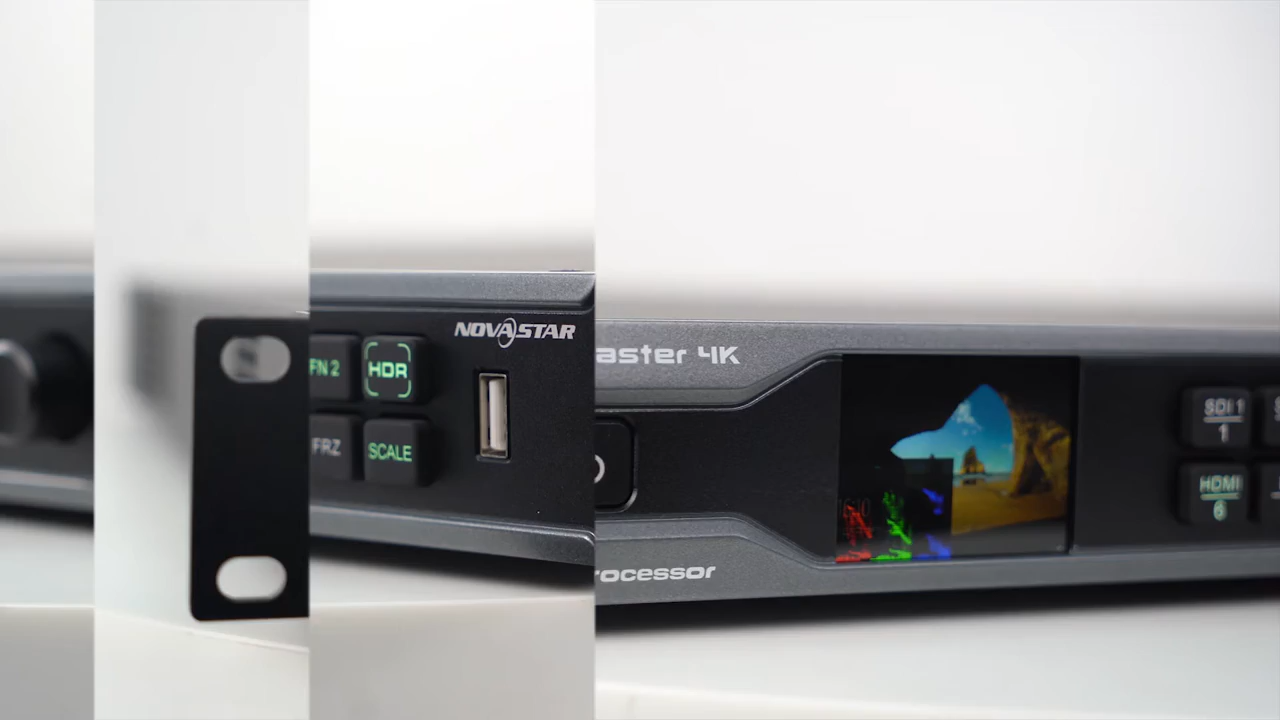 FN 2
HDR
FRZ
SCALE
NOVASTAR
aster 4K
rocessor
SDI 1
1
HDMI
6